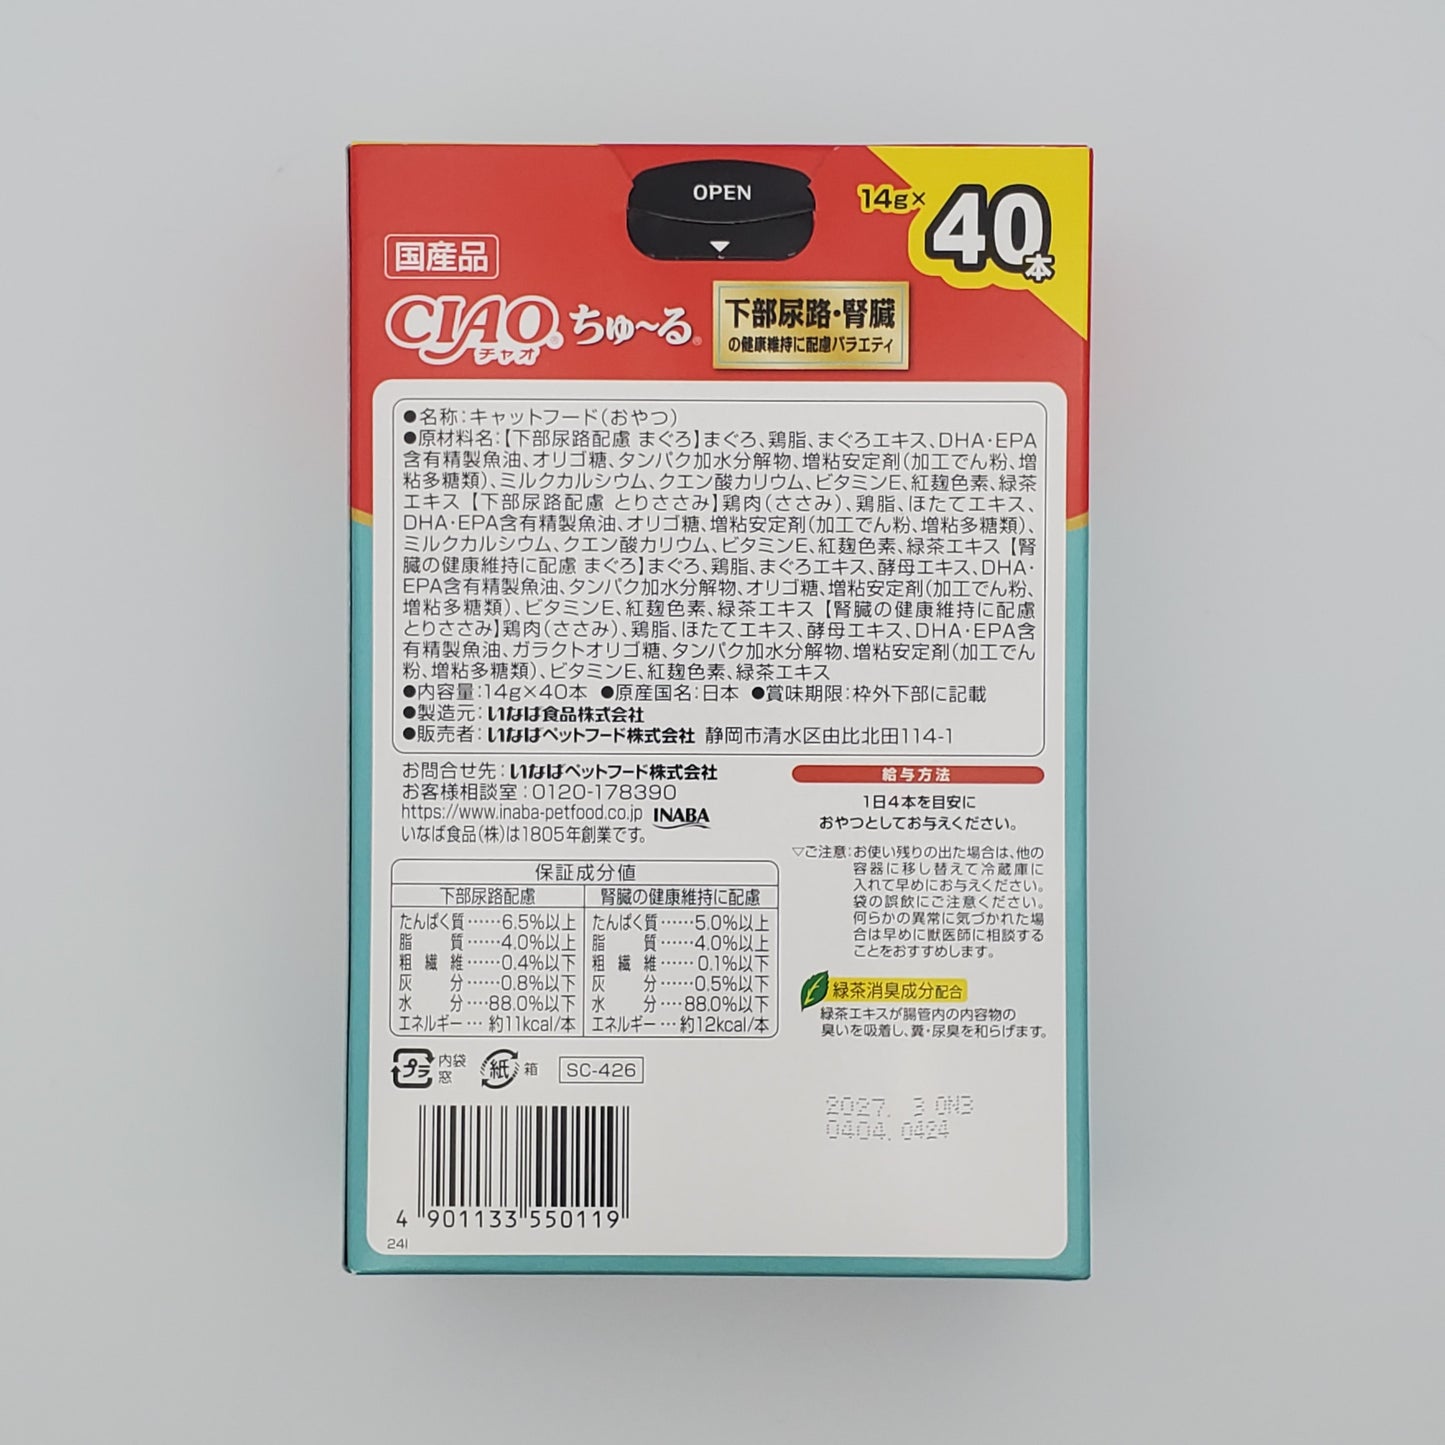 OPEN
14g×40本
国産品
CIAO® ちゅ～る®
チャオ
下部尿路・腎臓
の健康維持に配慮バラエティ
●名称：キャットフード（おやつ）
●原材料名：【下部尿路配慮 まぐろ】まぐろ、鶏脂、まぐろエキス、DHA・EPA
含有精製魚油、オリゴ糖、タンパク加水分解物、増粘安定剤（加工でん粉、増
粘多糖類）、ミルクカルシウム、クエン酸カリウム、ビタミンE、紅麹色素、緑茶
エキス【下部尿路配慮 とりささみ】鶏肉（ささみ）、鶏脂、ほたてエキス、
DHA・EPA含有精製魚油、オリゴ糖、増粘安定剤（加工でん粉、増粘多糖類）、
ミルクカルシウム、クエン酸カリウム、ビタミンE、紅麹色素、緑茶エキス【腎
臓の健康維持に配慮 まぐろ】まぐろ、鶏脂、まぐろエキス、酵母エキス、DHA・
EPA含有精製魚油、タンパク加水分解物、オリゴ糖、増粘安定剤（加工でん粉、
増粘多糖類）、ビタミンE、紅麹色素、緑茶エキス【腎臓の健康維持に配慮
とりささみ】鶏肉（ささみ）、鶏脂、ほたてエキス、酵母エキス、DHA・EPA含
有精製魚油、ガラクトオリゴ糖、タンパク加水分解物、増粘安定剤（加工でん
粉、増粘多糖類）、ビタミンE、紅麹色素、緑茶エキス
●内容量：14g×40本 ●原産国名：日本 ●賞味期限：枠外下部に記載
●製造元：いなば食品株式会社
●販売者：いなばペットフード株式会社 静岡市清水区由比北田114-1
お問合せ先：いなばペットフード株式会社
お客様相談室：0120-178390
https://www.inaba-petfood.co.jp INABA
いなば食品（株）は1805年創業です。
給与方法
1日4本を目安に
おやつとしてお与えください。
▽ご注意：お使い残りの出た場合は、他の
容器に移し替えて冷蔵庫に
入れて早めにお与えください。
袋の誤飲にご注意ください。
何らかの異常に気づかれた場
合は早めに獣医師に相談する
ことをおすすめします。
保証成分値
下部尿路配慮 腎臓の健康維持に配慮
たんぱく質……6.5%以上 たんぱく質……5.0%以上
脂質……4.0%以上 脂質……4.0%以上
粗繊維……0.4%以下 粗繊維……0.1%以下
灰分……0.8%以下 灰分……0.5%以下
水分……88.0%以下 水分……88.0%以下
エネルギー…約11kcal/本 エネルギー…約12kcal/本
緑茶消臭成分配合
緑茶エキスが腸管内の内容物の
臭いを吸着し、糞・尿臭を和らげます。
プラ 内袋 窓 紙 箱 SC-426
2027. 3 0N3
0404. 0424
4 901133 550119
24I